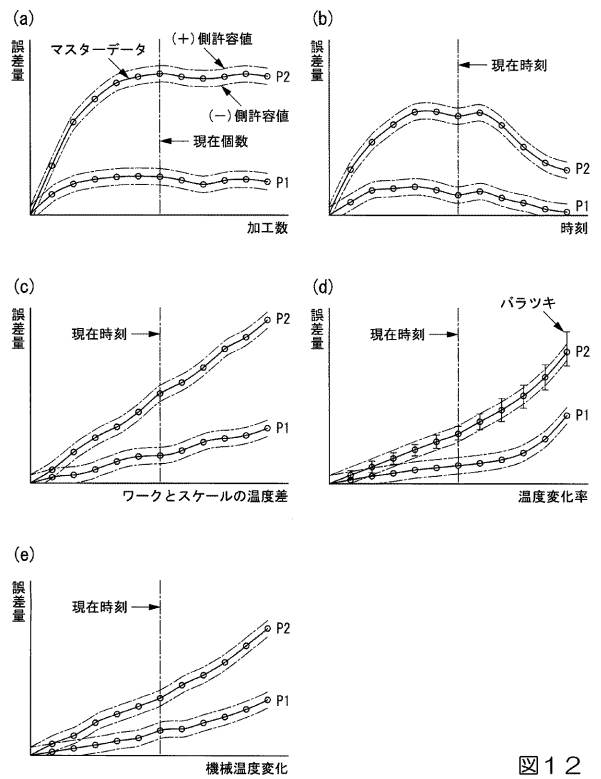 (a)
誤差量
マスターデータ
(+)側許容値
P2
(-)側許容値
現在個数
P1
加工数
(b)
誤差量
現在時刻
P2
P1
時刻
(c)
誤差量
現在時刻
P2
P1
ワークとスケールの温度差
(d)
誤差量
バラツキ
現在時刻
P2
P1
温度変化率
(e)
誤差量
現在時刻
P2
P1
機械温度変化
図12